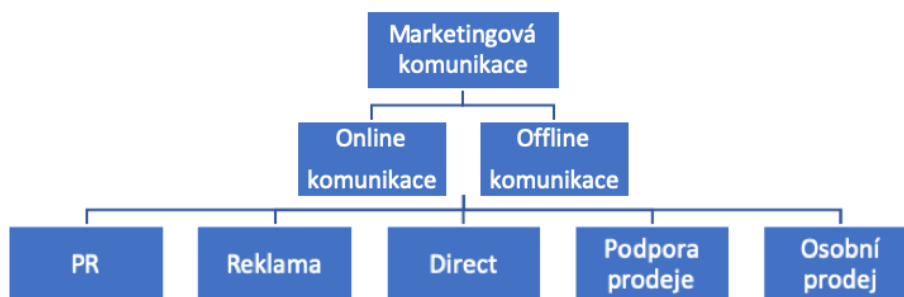 Marketingová
komunikace
Online
komunikace
Offline
komunikace
PR
Reklama
Direct
Podpora
prodeje
Osobní
prodej